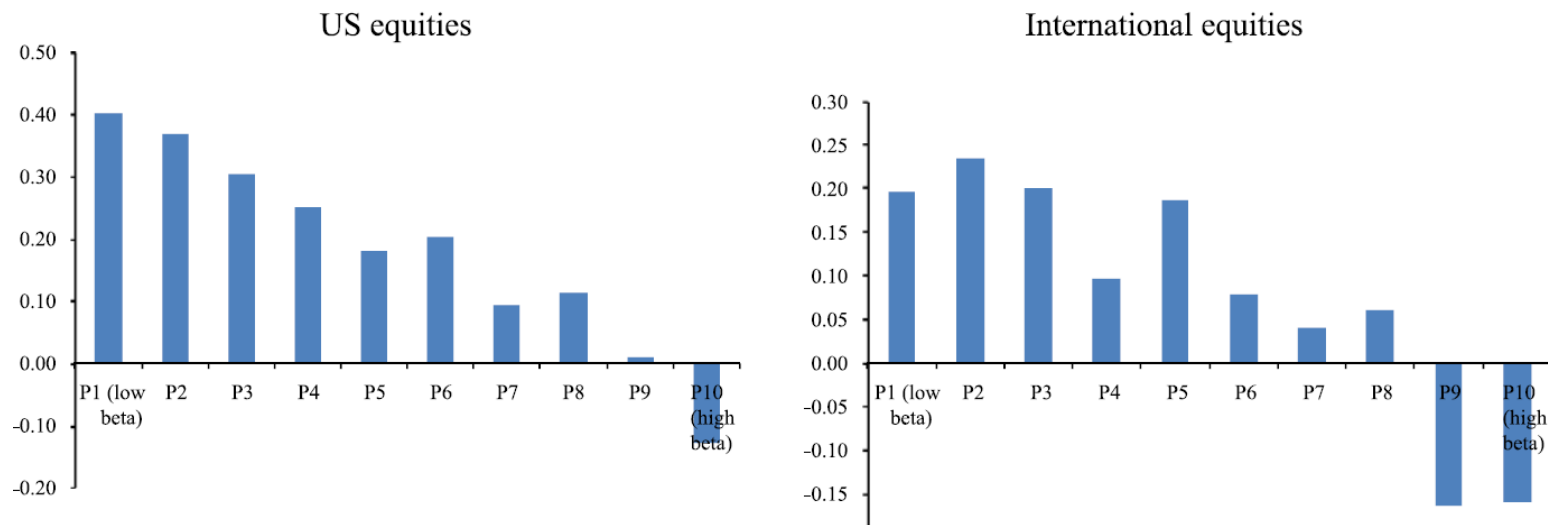 US equities
0.50
0.40
0.30
0.20
0.10
0.00
-0.10
-0.20
P1 (low
beta)
P2
P3
P4
P5
P6
P7
P8
P9
P10
(high
beta)
International equities
0.30
0.25
0.20
0.15
0.10
0.05
0.00
-0.05
-0.10
-0.15
P1 (low
beta)
P2
P3
P4
P5
P6
P7
P8
P9
P10
(high
beta)